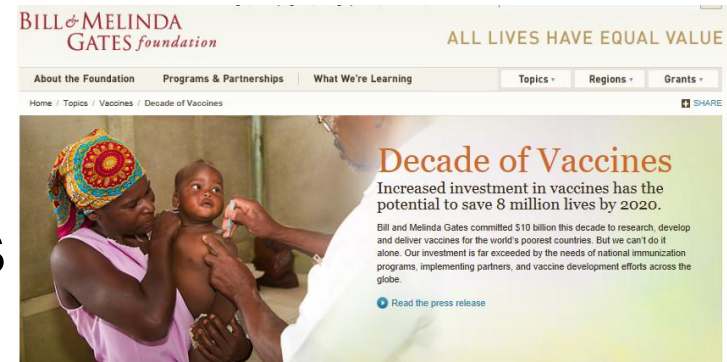 BILL & MELINDA
GATES foundation
ALL LIVES HAVE EQUAL VALUE
About the Foundation Programs & Partnerships What We're Learning Topics Regions Grants
Home / Topics / Vaccines / Decade of Vaccines SHARE
Decade of Vaccines
Increased investment in vaccines has the
potential to save 8 million lives by 2020.
Bill and Melinda Gates committed $10 billion this decade to research, develop
and deliver vaccines for the world's poorest countries. But we can't do it
alone. Our investment is far exceeded by the needs of national immunization
programs, implementing partners, and vaccine development efforts across the
globe.
Read the press release
s